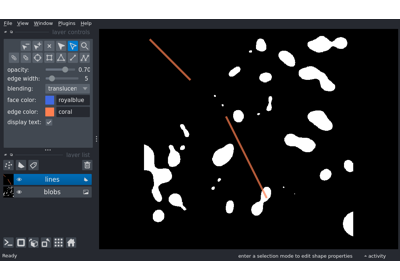 File View Window Plugins Help
layer controls
opacity: 0.70
edge width: 5
blending: translucen
face color: royalblue
edge color: coral
display text:
layer list
lines
blobs
Ready enter a selection mode to edit shape properties activity